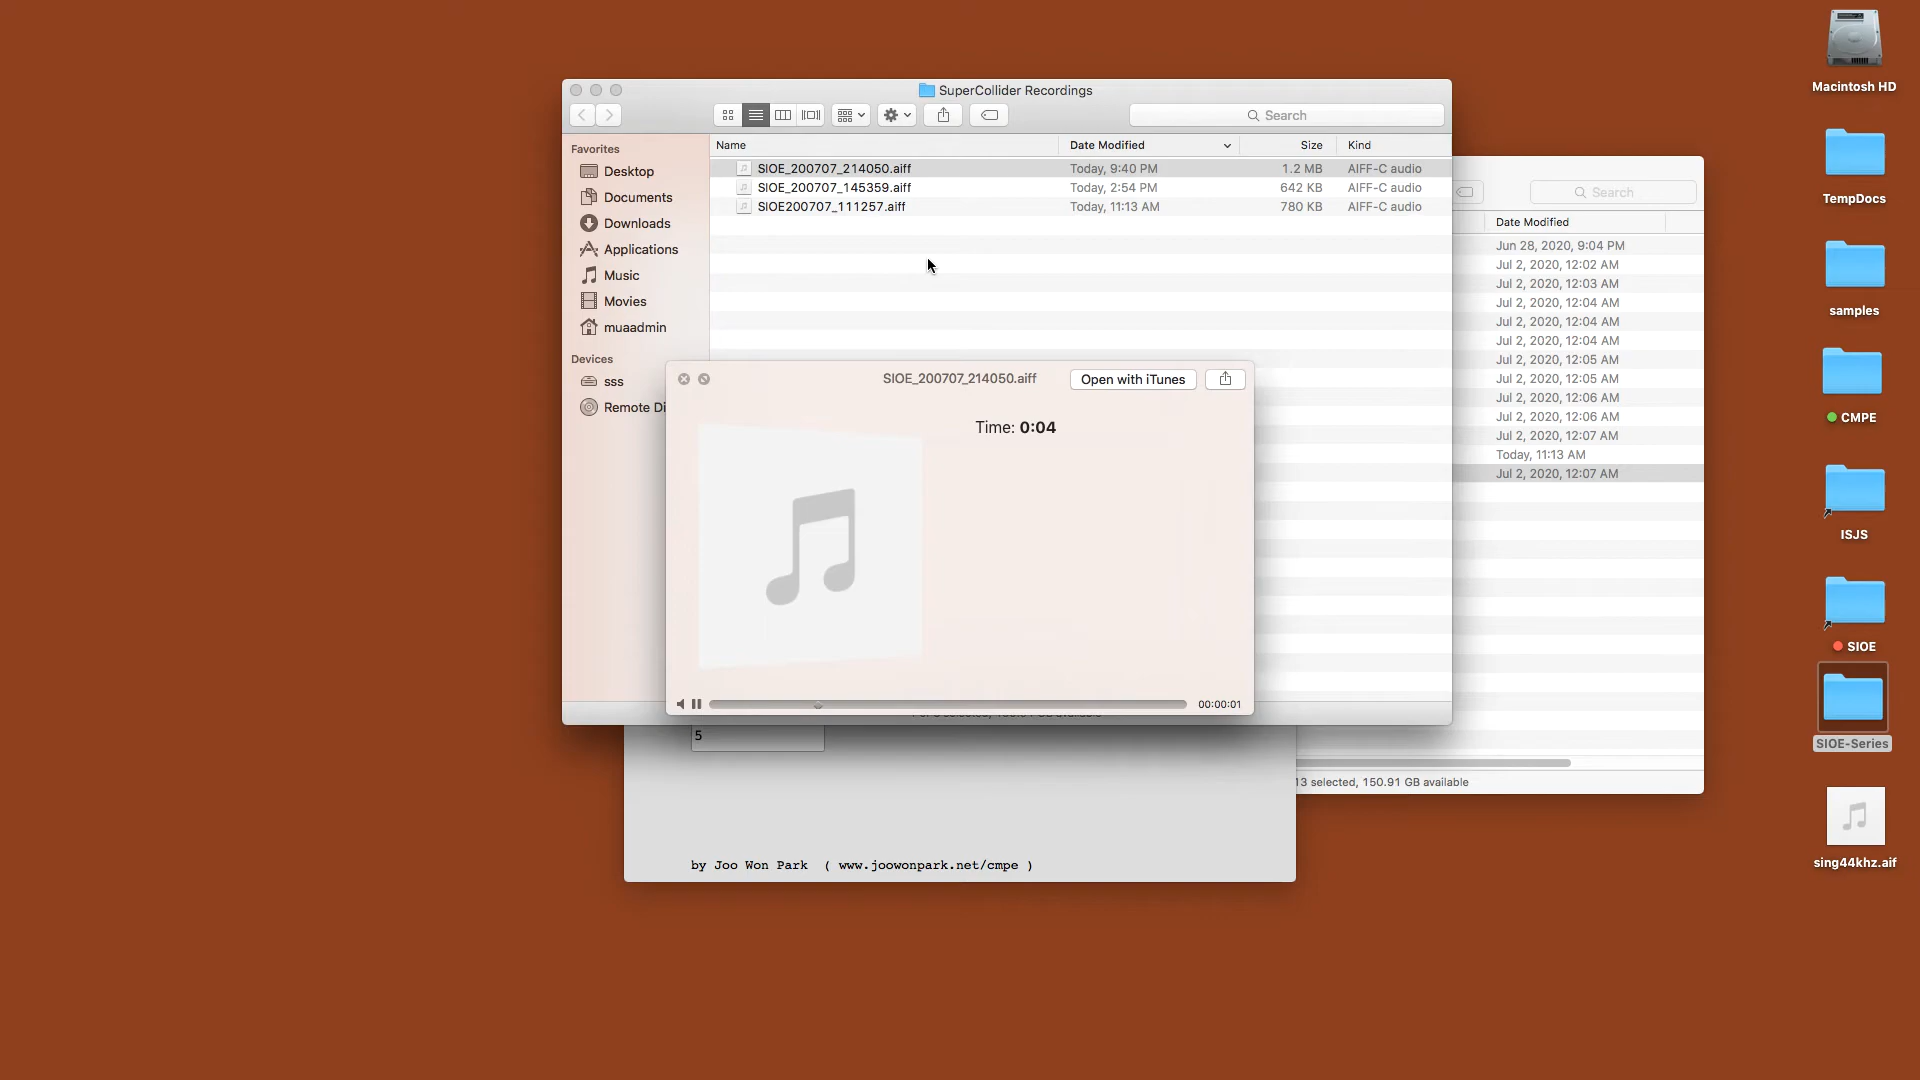 SuperCollider Recordings
Search
Favorites
Desktop
Documents
Downloads
Applications
Music
Movies
muaadmin
Devices
sss
Remote Di
Name Date Modified Size Kind
SIOE_200707_214050.aiff Today, 9:40 PM 1.2 MB AIFF-C audio
SIOE_200707_145359.aiff Today, 2:54 PM 642 KB AIFF-C audio
SIOE200707_111257.aiff Today, 11:13 AM 780 KB AIFF-C audio
SIOE_200707_214050.aiff
Open with iTunes
Time: 0:04
00:00:01
5
by Joo Won Park ( www.joowonpark.net/cmpe )
Search
Date Modified
Jun 28, 2020, 9:04 PM
Jul 2, 2020, 12:02 AM
Jul 2, 2020, 12:03 AM
Jul 2, 2020, 12:04 AM
Jul 2, 2020, 12:04 AM
Jul 2, 2020, 12:04 AM
Jul 2, 2020, 12:05 AM
Jul 2, 2020, 12:05 AM
Jul 2, 2020, 12:06 AM
Jul 2, 2020, 12:06 AM
Jul 2, 2020, 12:07 AM
Today, 11:13 AM
Jul 2, 2020, 12:07 AM
13 selected, 150.91 GB available
Macintosh HD
TempDocs
samples
CMPE
ISJS
SIOE
SIOE-Series
sing44khz.aif